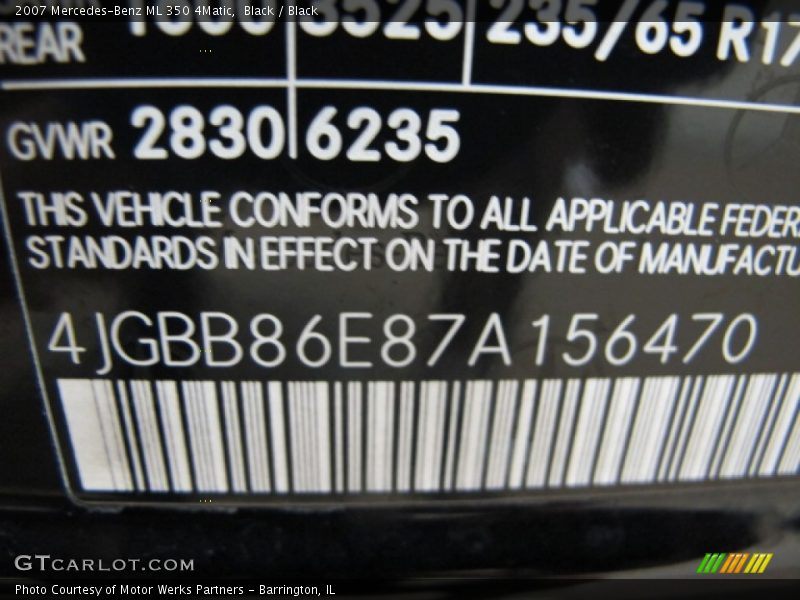 2007 Mercedes-Benz ML 350 4Matic, Black / Black
REAR 3525 235/65 R17
GVWR 2830 6235
THIS VEHICLE CONFORMS TO ALL APPLICABLE FEDER
STANDARDS IN EFFECT ON THE DATE OF MANUFACTU
4JGBB86E87A156470
GTCARLOT.COM
Photo Courtesy of Motor Works Partners - Barrington, IL